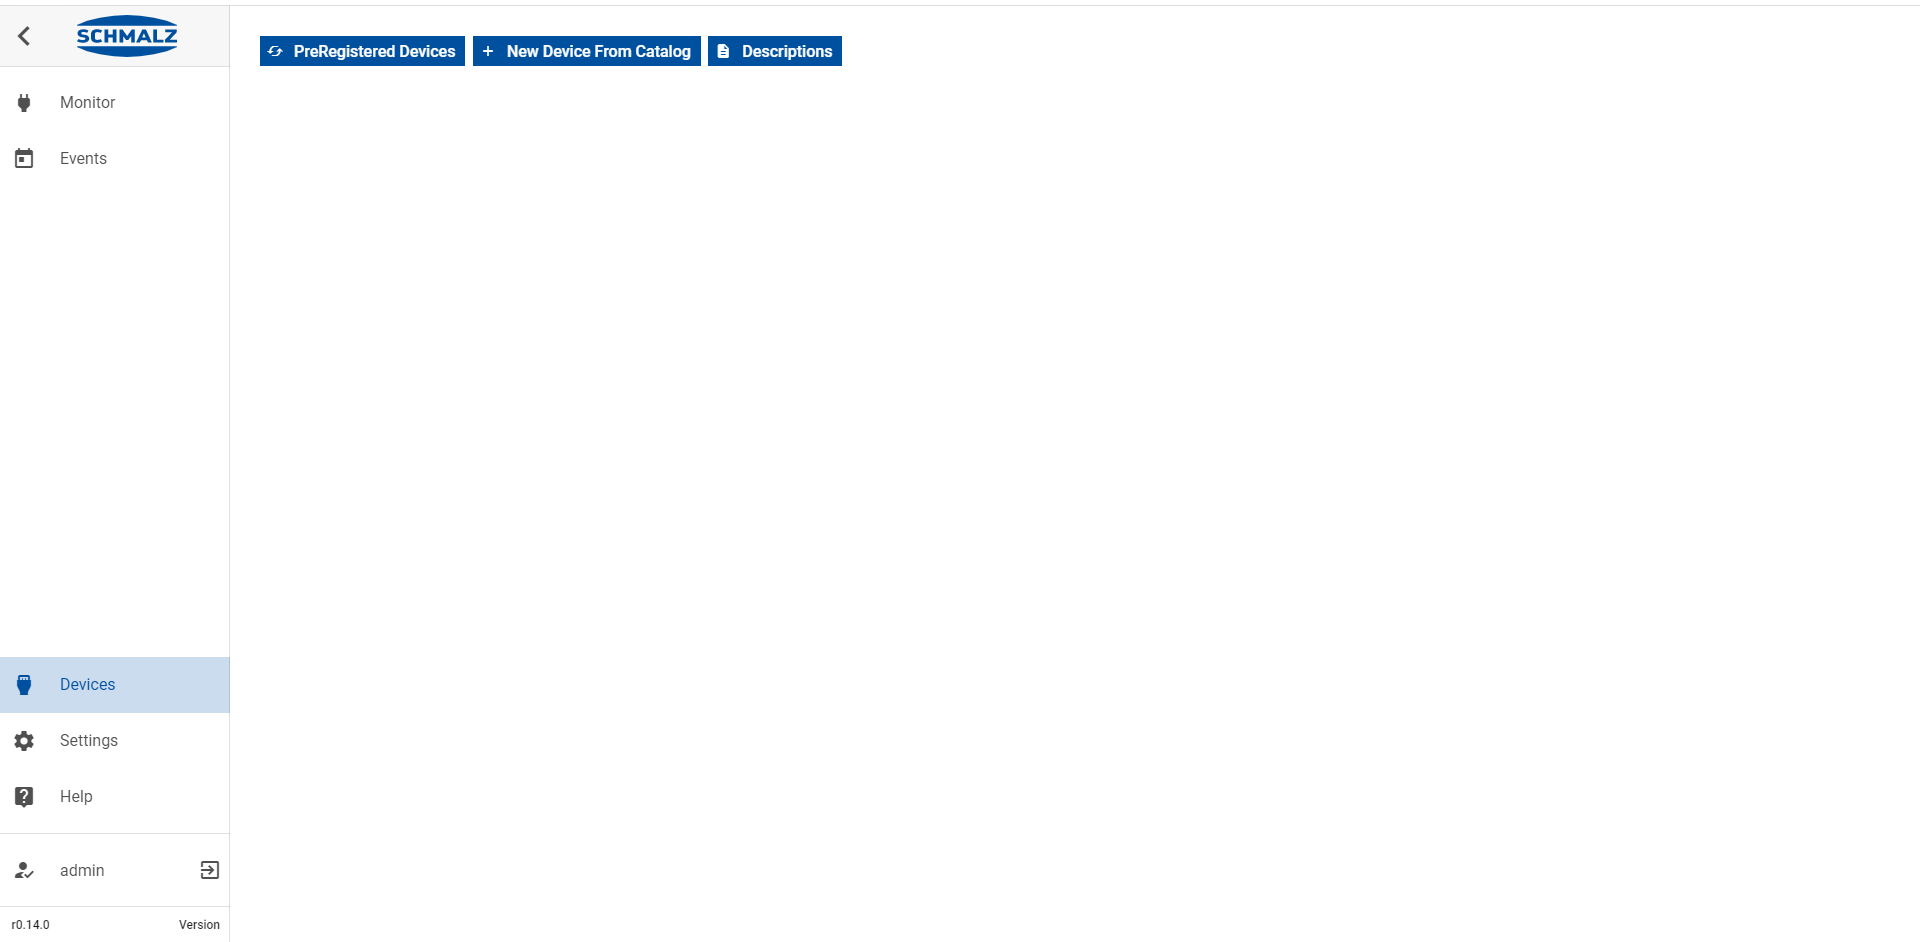 SCHMALZ
PreRegistered Devices
New Device From Catalog
Descriptions
Monitor
Events
Devices
Settings
Help
admin
r0.14.0 Version